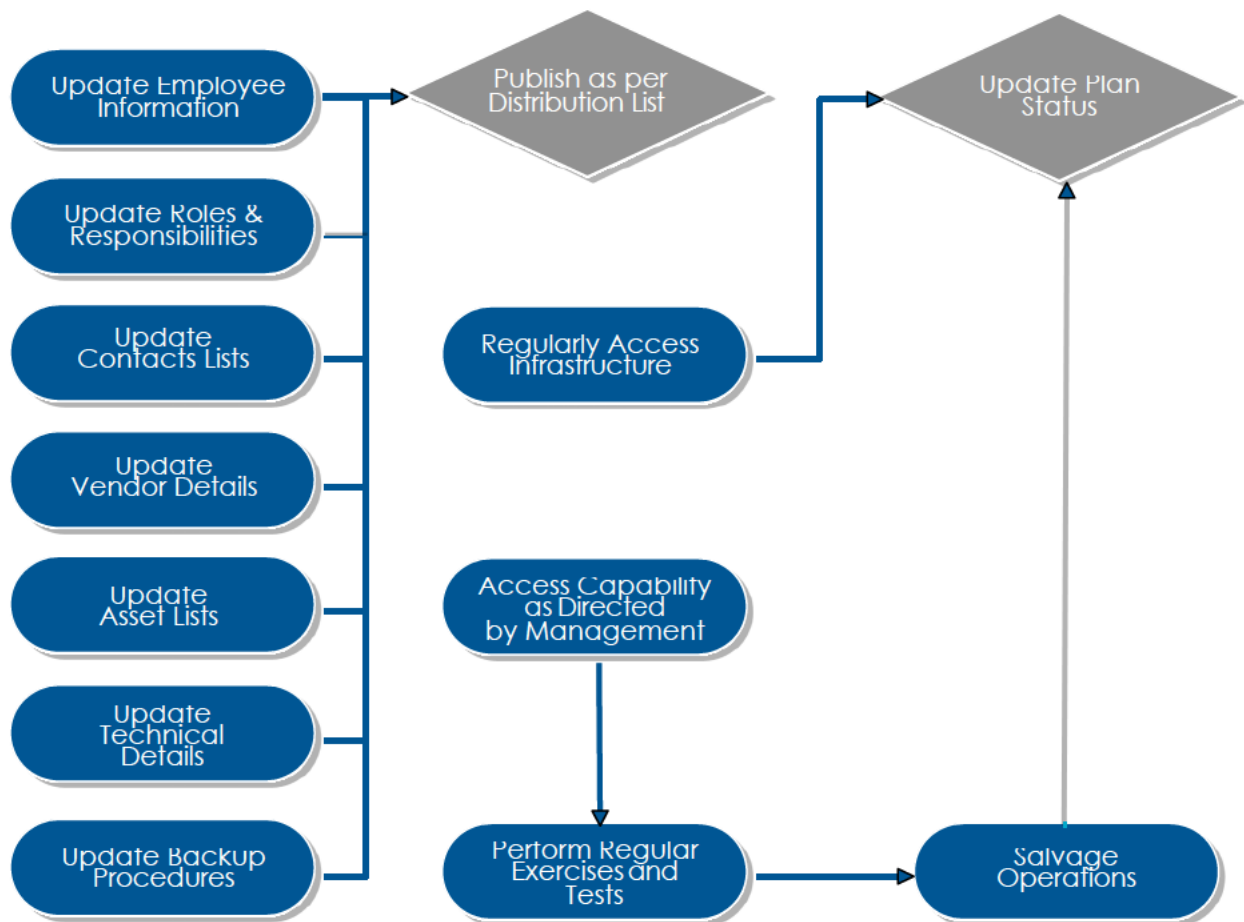 Update Employee
Information
Publish as per
Distribution List
Update Plan
Status
Update Roles &
Responsibilities
Update
Contacts Lists
Regularly Access
Infrastructure
Update
Vendor Details
Update
Asset Lists
Access Capability
as Directed
by Management
Update
Technical
Details
Update Backup
Procedures
Perform Regular
Exercises and
Tests
Salvage
Operations